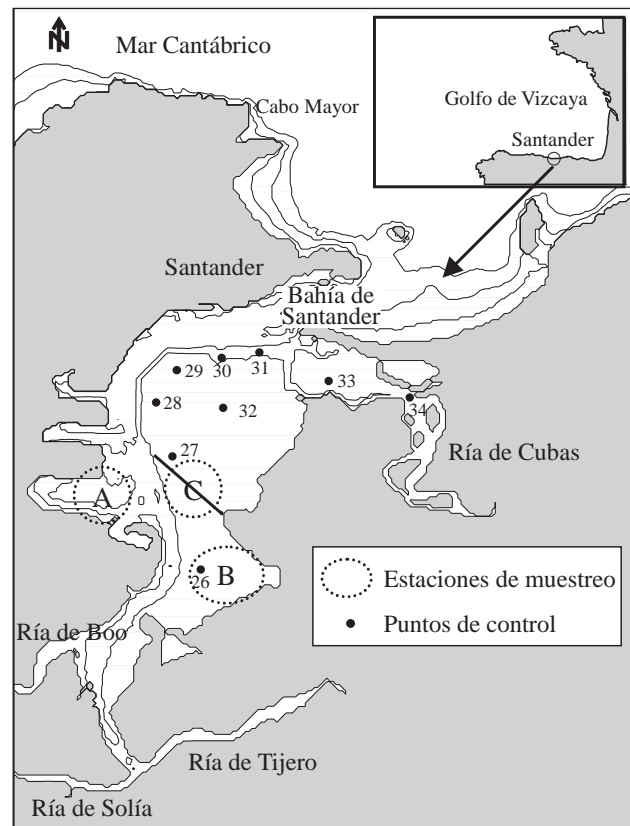 N
Mar Cantábrico
Cabo Mayor
Golfo de Vizcaya
Santander
Santander
Bahía de
Santander
29
30
31
33
28
32
34
27
Ría de Cubas
A
C
B
26
Estaciones de muestreo
Puntos de control
Ría de Boo
Ría de Tijero
Ría de Solía